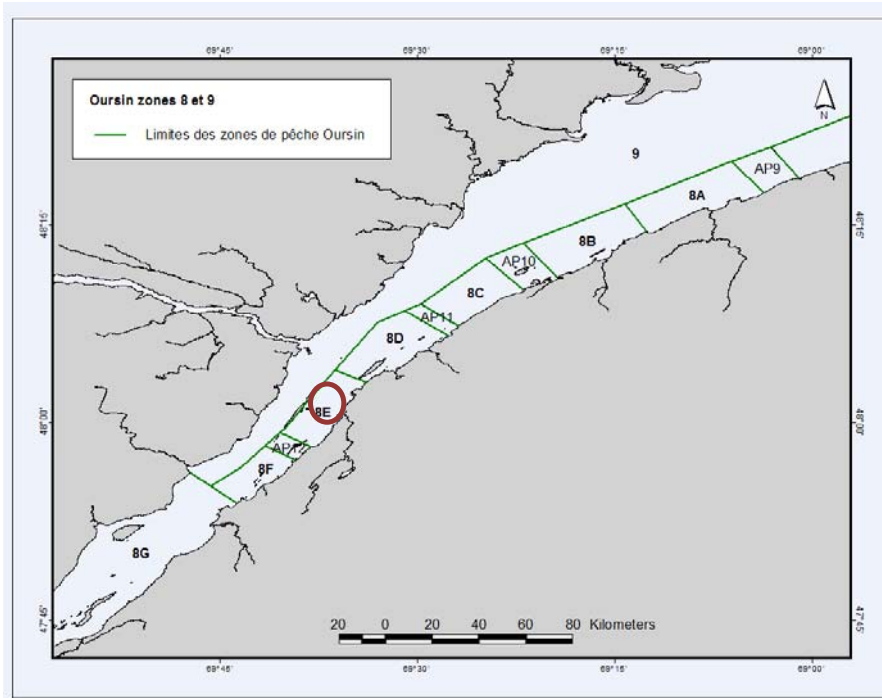 69°45'
69°30'
69°15'
69°00'
Oursin zones 8 et 9
Limites des zones de pêche Oursin
N
9
AP9
8A
48°15'
48°15'
8B
AP10
8C
AP11
8D
8E
48°00'
48°0'
AP12
8F
8G
47°45'
47°45'
20 0 20 40 60 80 Kilometers
69°45'
69°30'
69°15'
69°00'